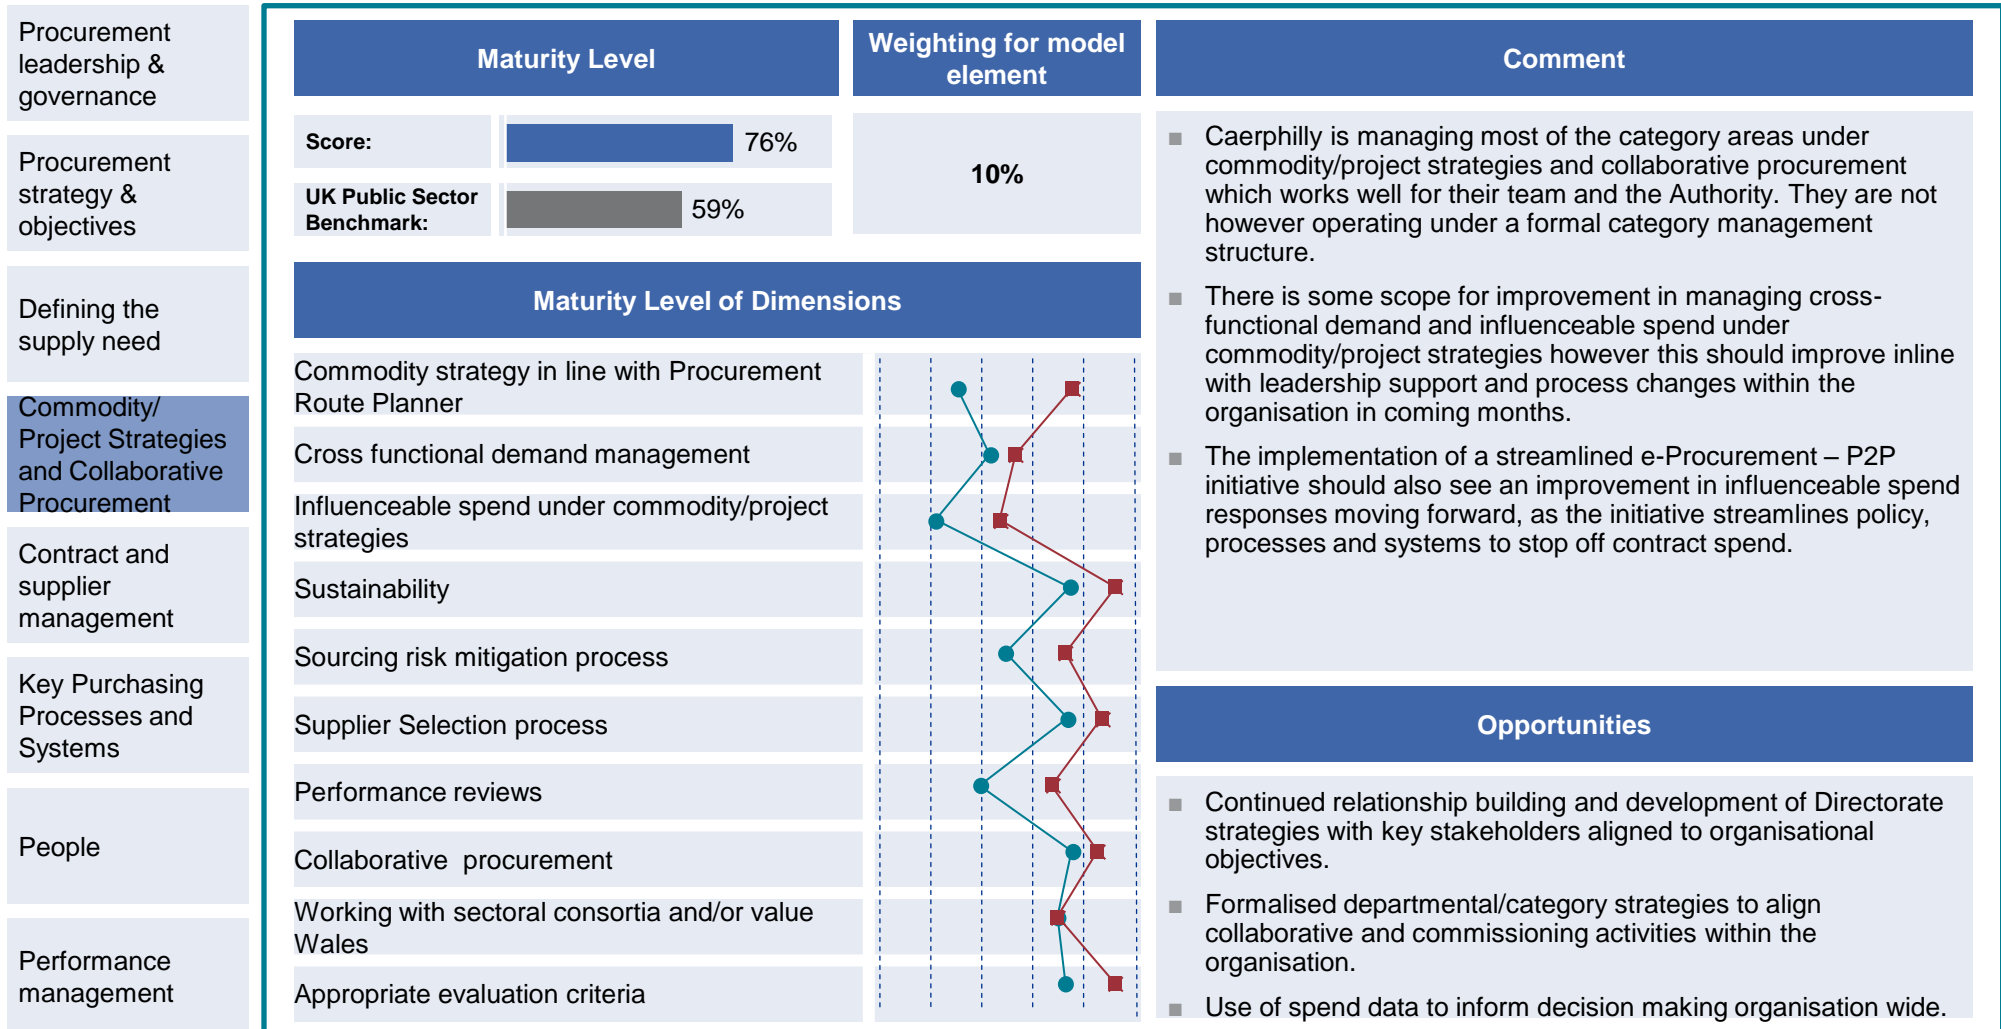 Procurement
leadership &
governance
Procurement
strategy &
objectives
Defining the
supply need
Commodity/
Project Strategies
and Collaborative
Procurement
Contract and
supplier
management
Key Purchasing
Processes and
Systems
People
Performance
management
Maturity Level
Weighting for model
element
Score:
76%
UK Public Sector
Benchmark:
59%
10%
Maturity Level of Dimensions
Commodity strategy in line with Procurement
Route Planner
Cross functional demand management
Influenceable spend under commodity/project
strategies
Sustainability
Sourcing risk mitigation process
Supplier Selection process
Performance reviews
Collaborative procurement
Working with sectoral consortia and/or value
Wales
Appropriate evaluation criteria
Comment
Caerphilly is managing most of the category areas under
commodity/project strategies and collaborative procurement
which works well for their team and the Authority. They are not
however operating under a formal category management
structure.
There is some scope for improvement in managing cross-
functional demand and influenceable spend under
commodity/project strategies however this should improve inline
with leadership support and process changes within the
organisation in coming months.
The implementation of a streamlined e-Procurement – P2P
initiative should also see an improvement in influenceable spend
responses moving forward, as the initiative streamlines policy,
processes and systems to stop off contract spend.
Opportunities
Continued relationship building and development of Directorate
strategies with key stakeholders aligned to organisational
objectives.
Formalised departmental/category strategies to align
collaborative and commissioning activities within the
organisation.
Use of spend data to inform decision making organisation wide.